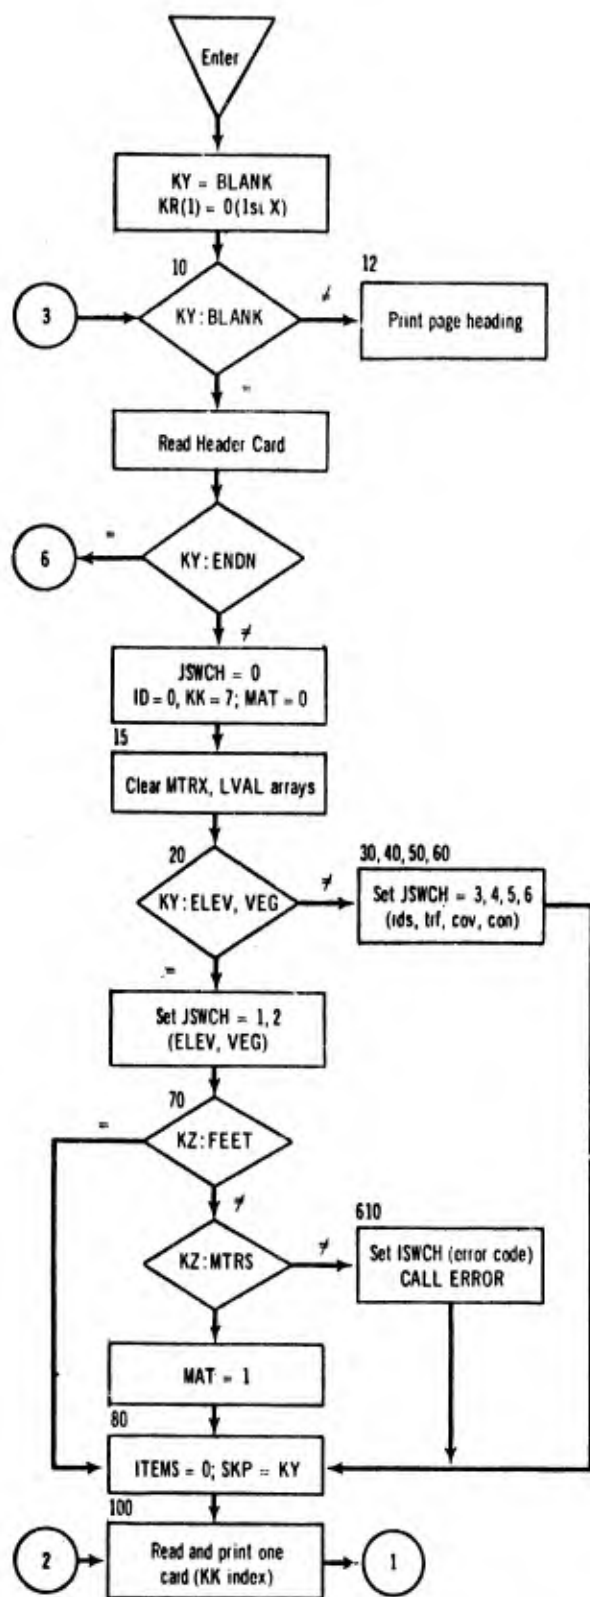 Enter
KY = BLANK
KR(1) = 0(1st X)
10
12
3
KY:BLANK
≠
Print page heading
=
Read Header Card
6
=
KY:ENDN
≠
JSWCH = 0
ID = 0, KK = 7; MAT = 0
15
Clear MTRX, LVAL arrays
20
30, 40, 50, 60
KY:ELEV, VEG
≠
Set JSWCH = 3, 4, 5, 6
(rds, trf, cov, con)
=
Set JSWCH = 1, 2
(ELEV, VEG)
70
=
KZ:FEET
≠
610
KZ:MTRS
≠
Set ISWCH (error code)
CALL ERROR
MAT = 1
80
ITEMS = 0; SKP = KY
100
2
Read and print one
card (KK index)
1